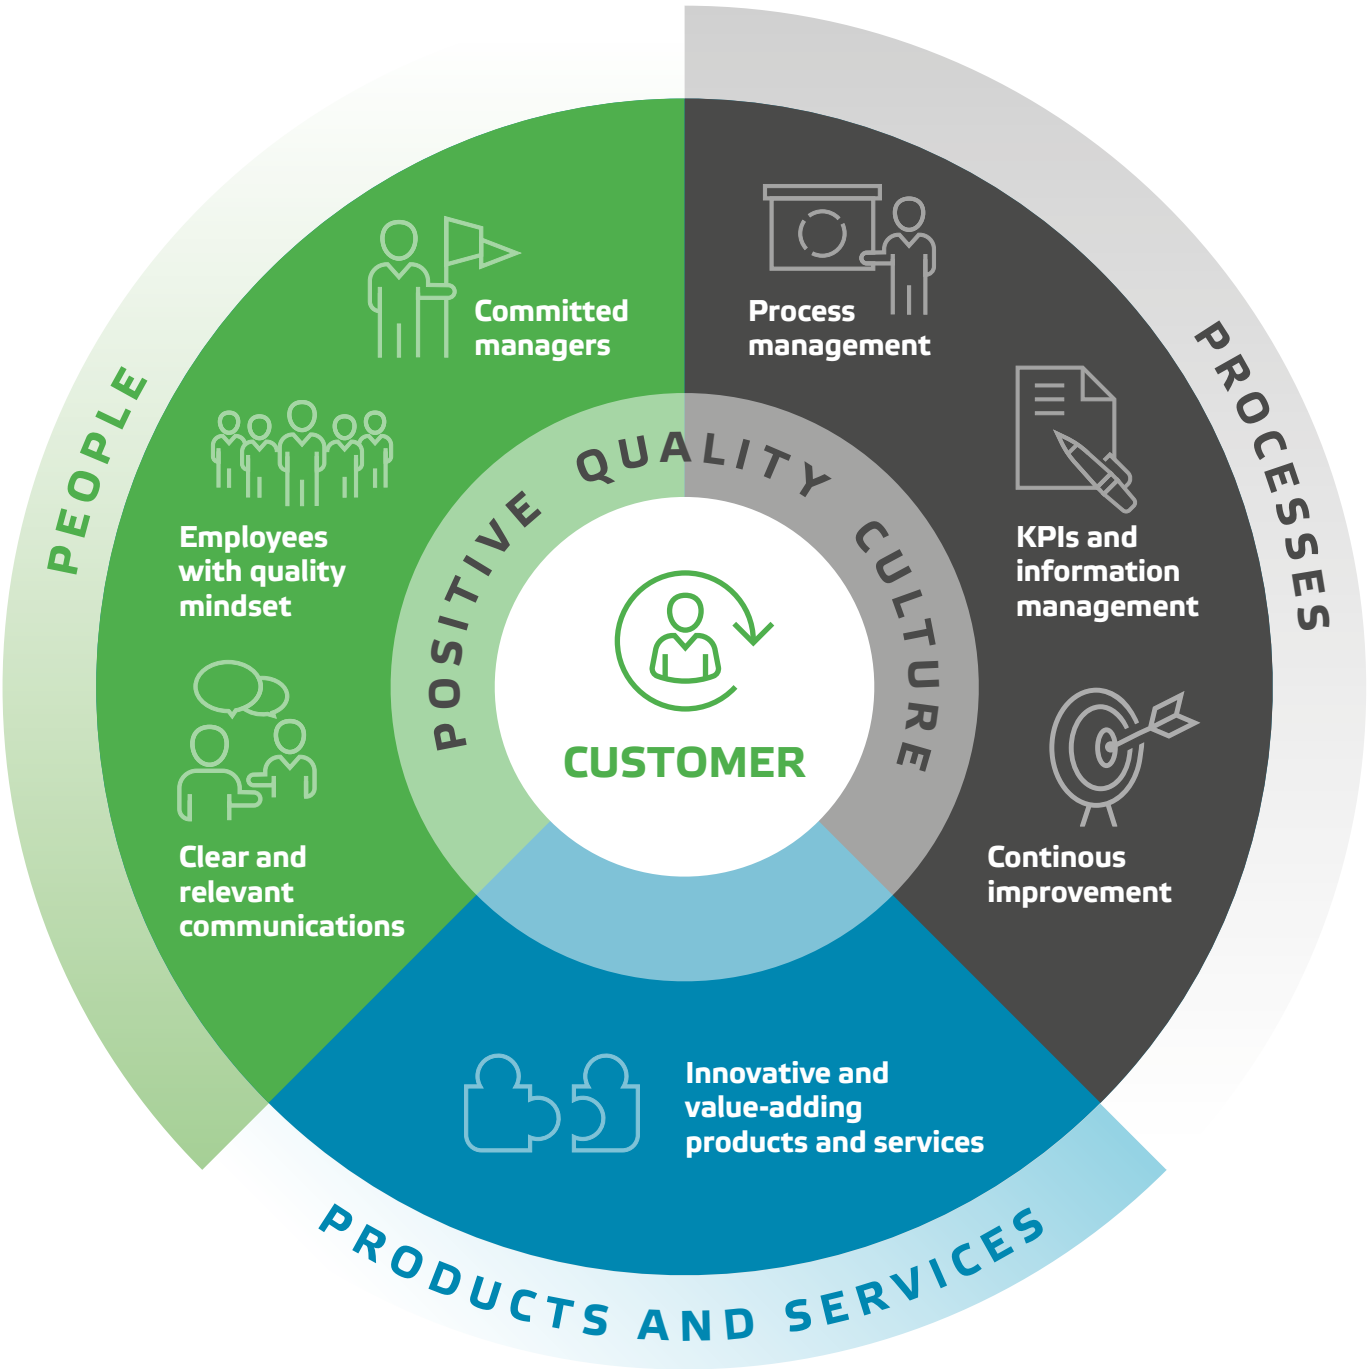 PEOPLE
PROCESSES
PRODUCTS AND SERVICES
POSITIVE QUALITY CULTURE
CUSTOMER
Committed
managers
Employees
with quality
mindset
Clear and
relevant
communications
Process
management
KPIs and
information
management
Continous
improvement
Innovative and
value-adding
products and services